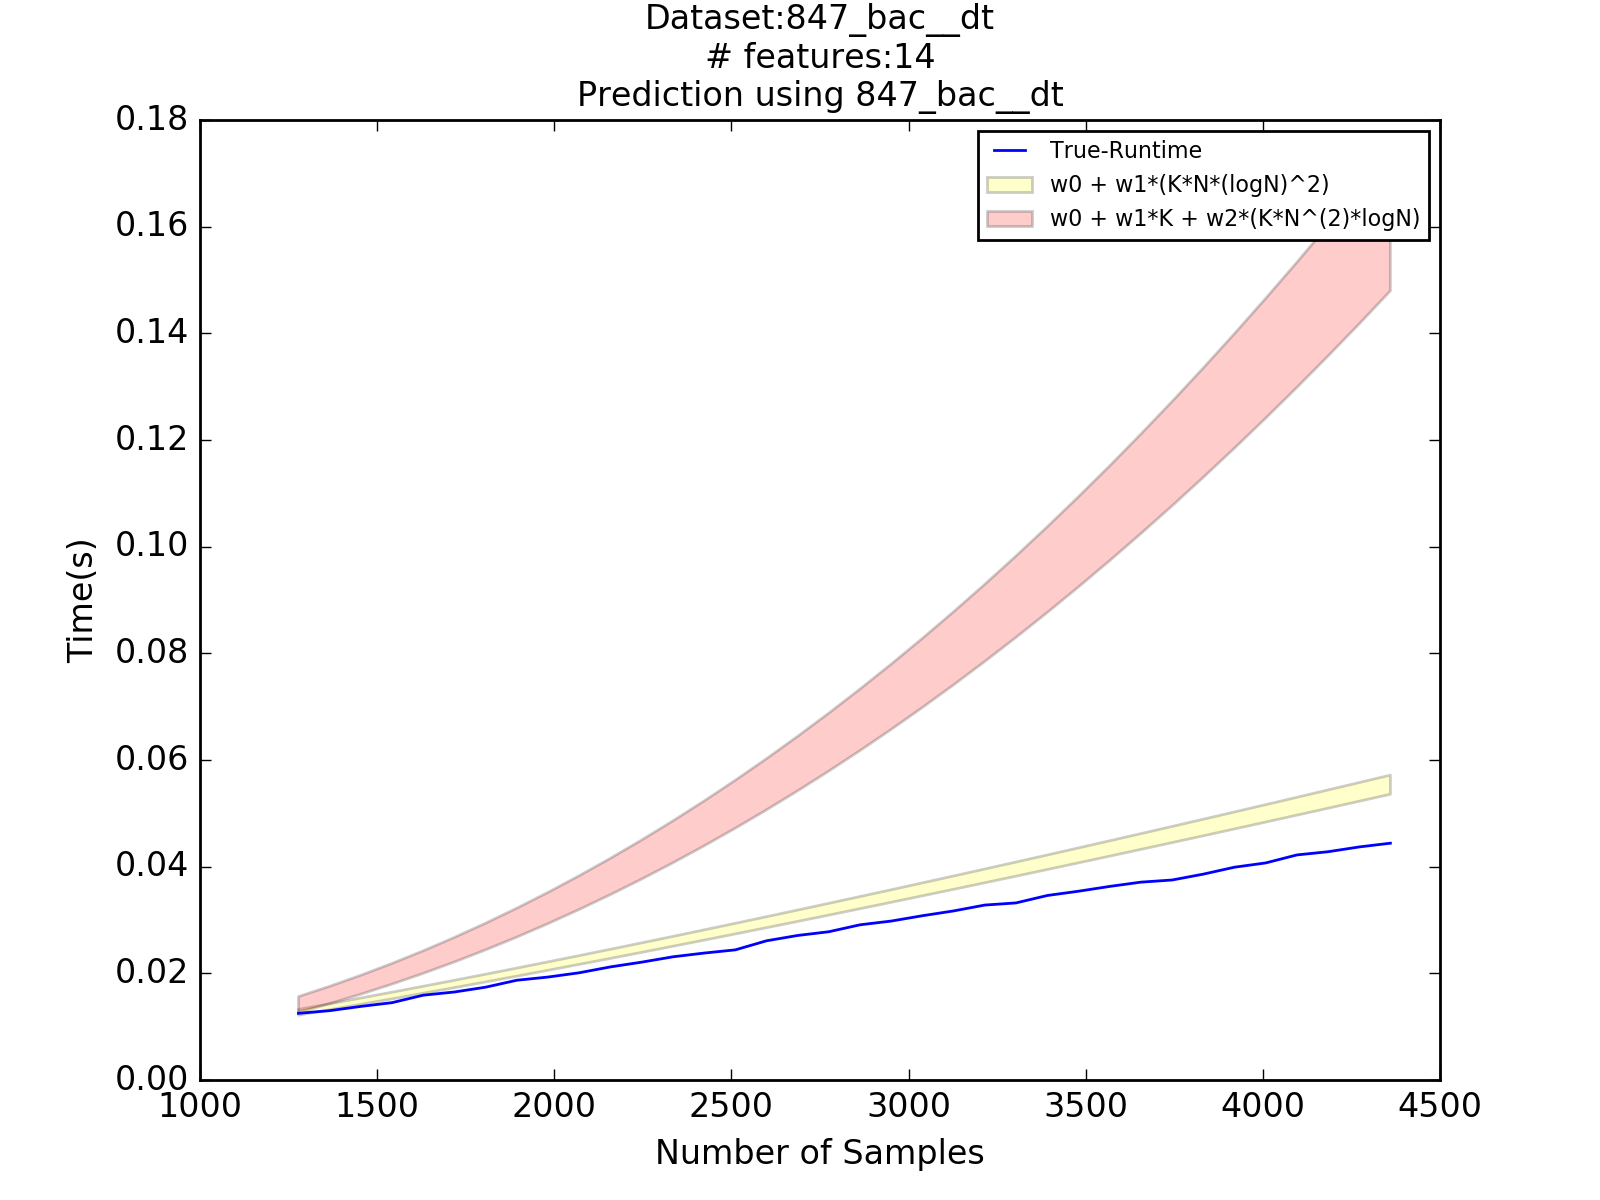 Dataset:847_bac__dt
# features:14
Prediction using 847_bac__dt
0.18
0.16
0.14
0.12
0.10
0.08
0.06
0.04
0.02
0.00
Time(s)
True-Runtime
w0 + w1*(K*N*(logN)^2)
w0 + w1*K + w2*(K*N^(2)*logN)
1000 1500 2000 2500 3000 3500 4000 4500
Number of Samples